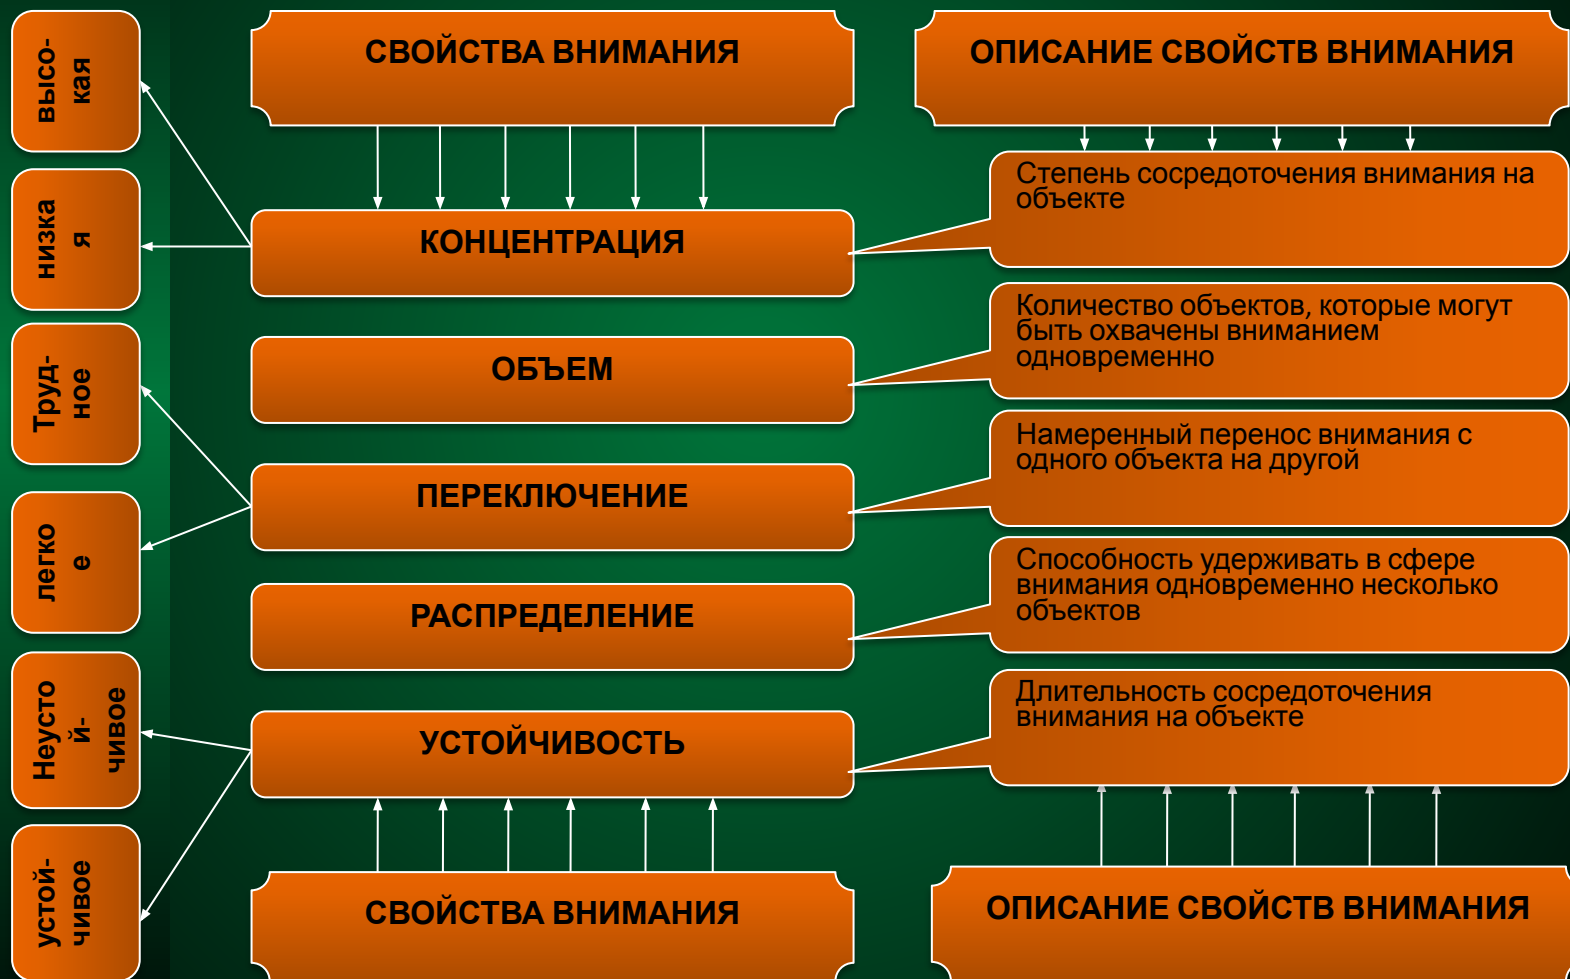 высо-
кая
низка
я
Труд-
ное
легко
е
Неусто
й-
чивое
устой-
чивое
СВОЙСТВА ВНИМАНИЯ
КОНЦЕНТРАЦИЯ
ОБЪЕМ
ПЕРЕКЛЮЧЕНИЕ
РАСПРЕДЕЛЕНИЕ
УСТОЙЧИВОСТЬ
СВОЙСТВА ВНИМАНИЯ
ОПИСАНИЕ СВОЙСТВ ВНИМАНИЯ
Степень сосредоточения внимания на
объекте
Количество объектов, которые могут
быть охвачены вниманием
одновременно
Намеренный перенос внимания с
одного объекта на другой
Способность удерживать в сфере
внимания одновременно несколько
объектов
Длительность сосредоточения
внимания на объекте
ОПИСАНИЕ СВОЙСТВ ВНИМАНИЯ